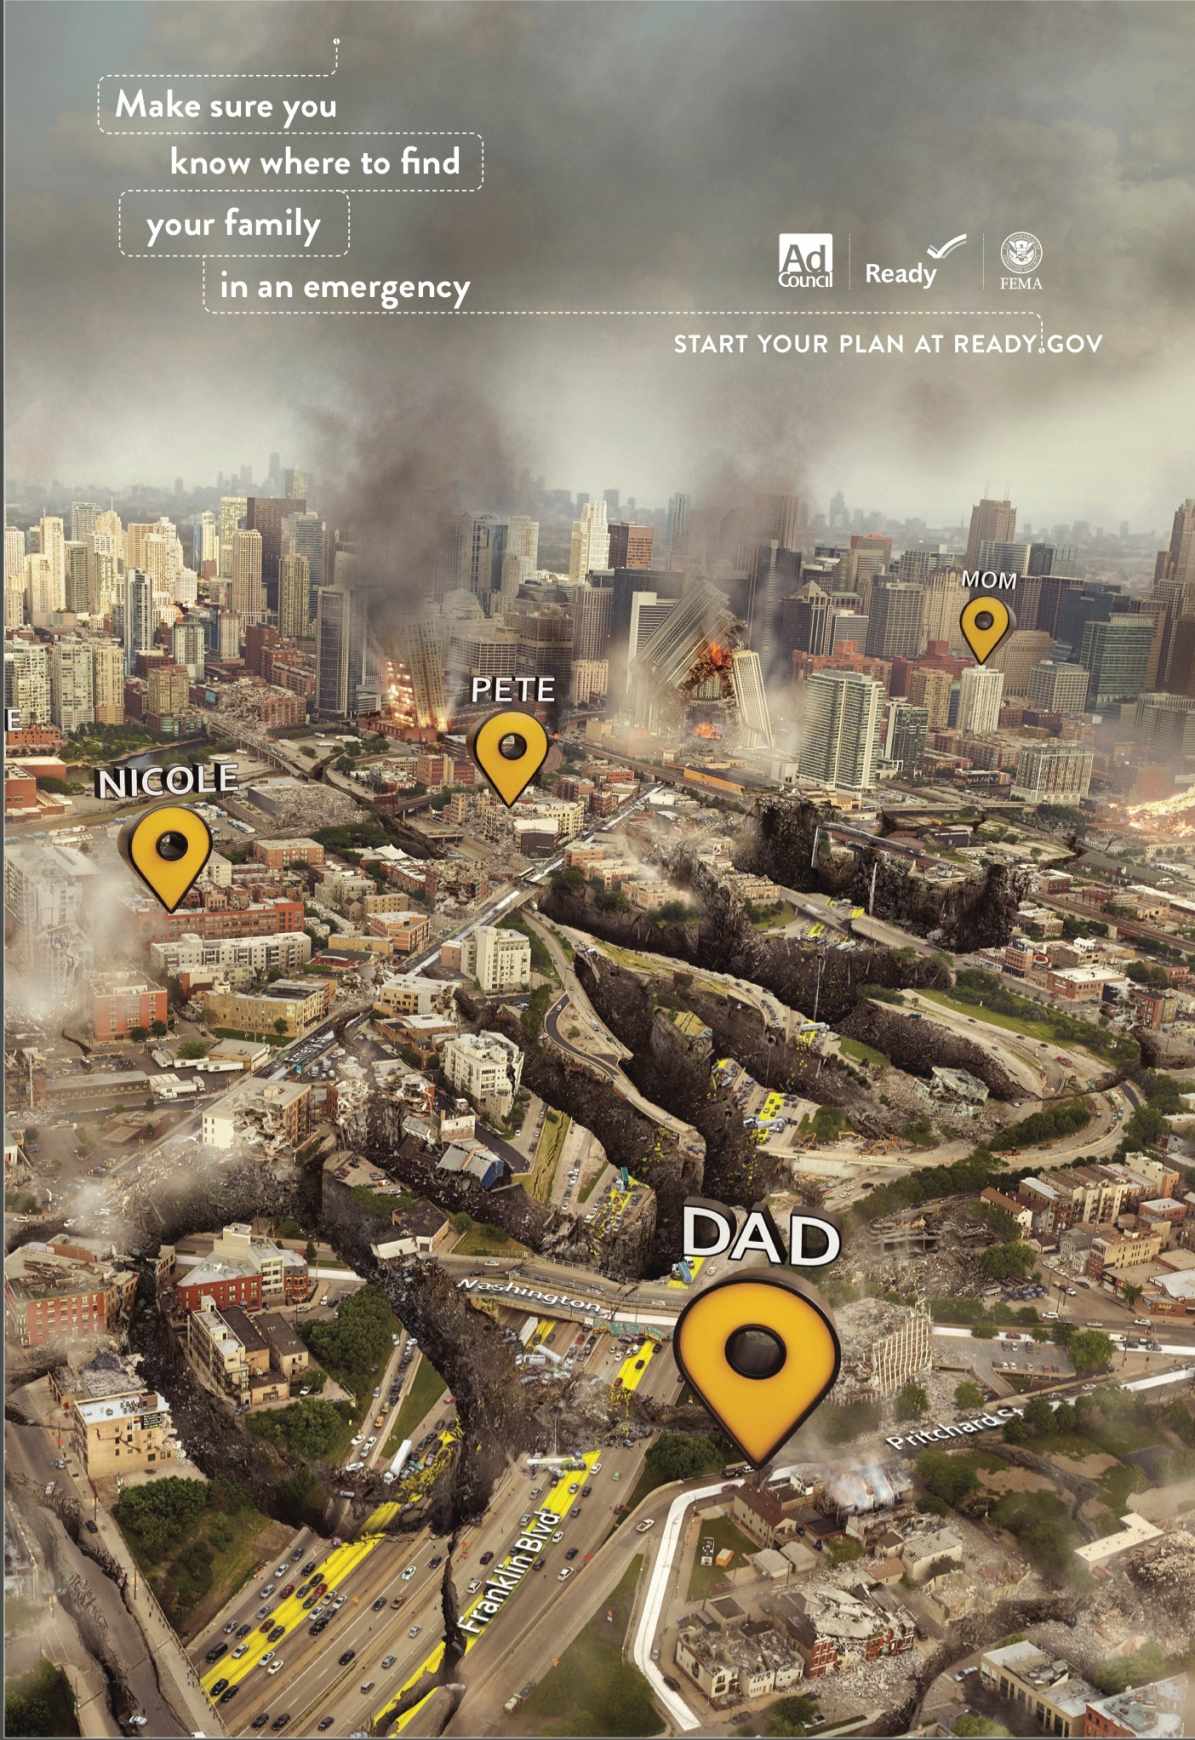 Make sure you
know where to find
your family
in an emergency
Ad
Council
Ready
FEMA
START YOUR PLAN AT READY.GOV
MOM
PETE
E
NICOLE
DAD
Washington
Pritchard St
Franklin Blvd